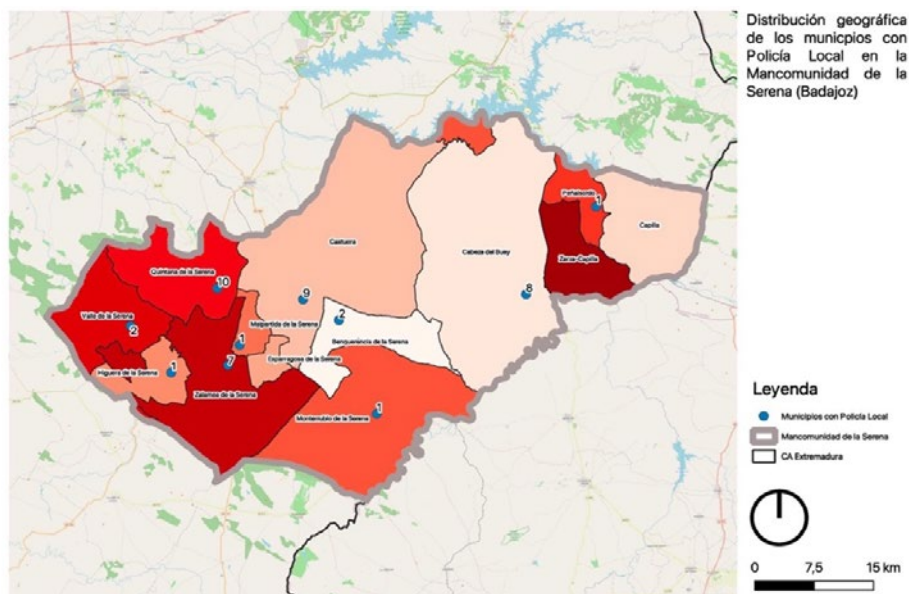 Distribución geográfica
de los municpios con
Policía Local en la
Mancomunidad de la
Serena (Badajoz)
Peñalsordo
1
Capilla
Castuera
Cabeza del Buey
Zarza-Capilla
Quintana de la Serena
10
9
8
Valle de la Serena
2
Malpartida de la Serena
2
Benquerencia de la Serena
1
Esparragosa de la Serena
7
Higuera de la Serena
1
Zalamea de la Serena
Monterrubio de la Serena
1
Leyenda
Municipios con Policía Local
Mancomunidad de la Serena
CA Extremadura
0
7,5
15 km